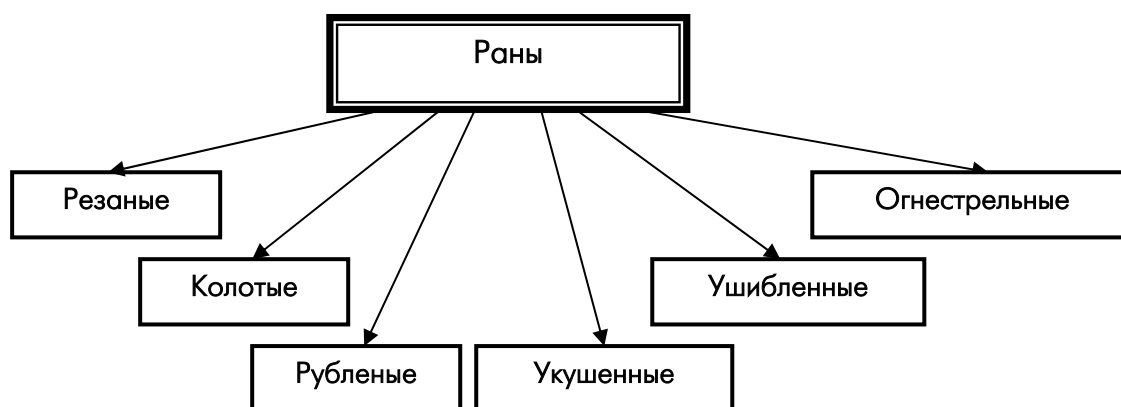 Раны
Резаные
Огнестрельные
Колотые
Ушибленные
Рубленые
Укушенные